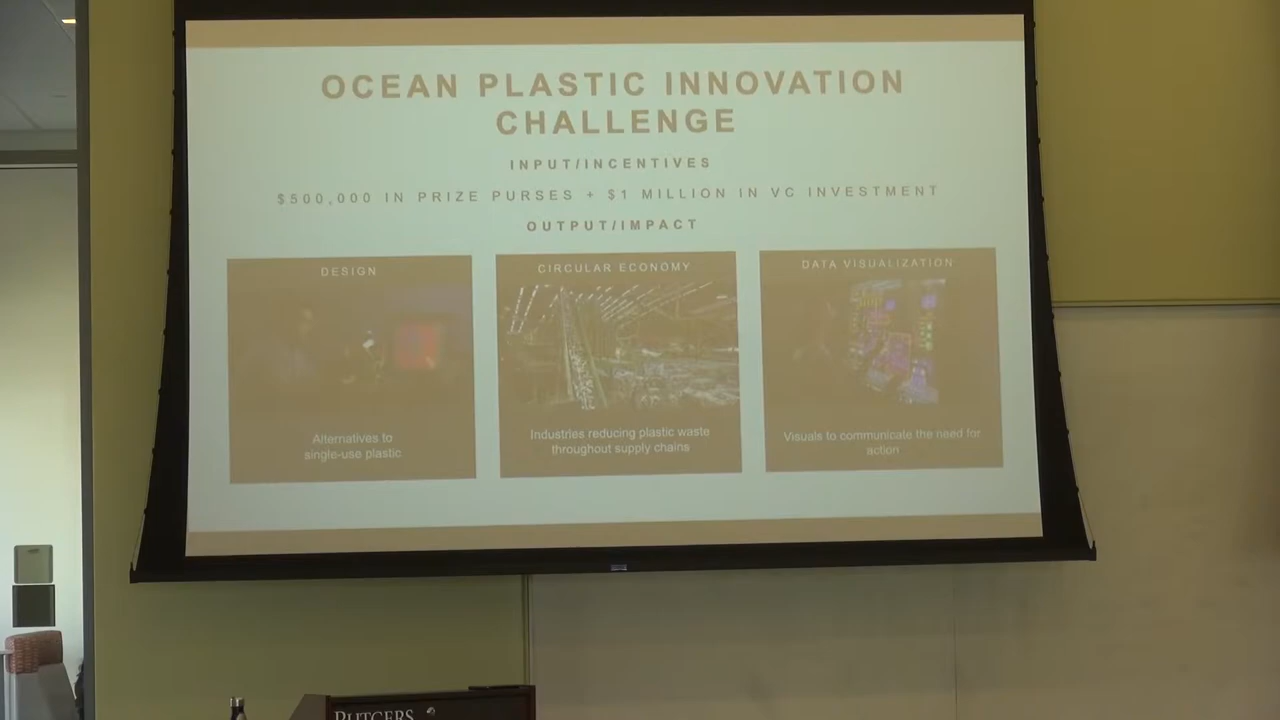 OCEAN PLASTIC INNOVATION
CHALLENGE
INPUT/INCENTIVES
$500,000 IN PRIZE PURSES + $1 MILLION IN VC INVESTMENT
OUTPUT/IMPACT
DESIGN
Alternatives to
single-use plastic
CIRCULAR ECONOMY
Industries reducing plastic waste
throughout supply chains
DATA VISUALIZATION
Visuals to communicate the need for
action
RUTGERS